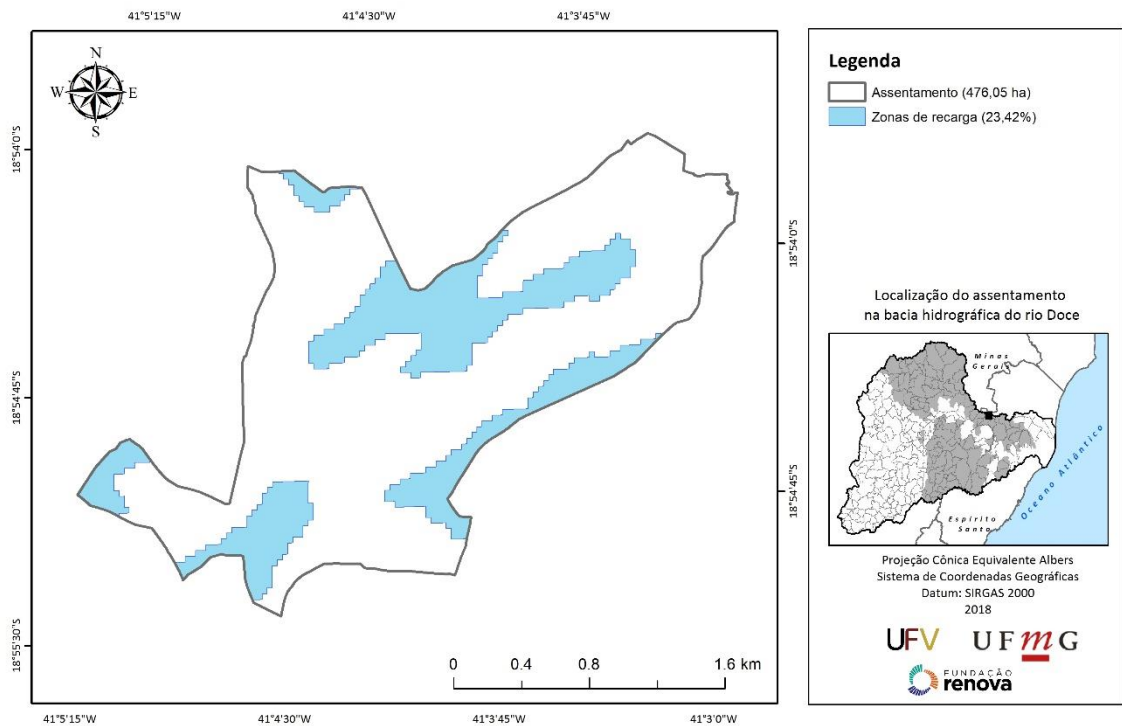 41°5'15"W
41°4'30"W
41°3'45"W
N
W
E
S
18°54'0"S
18°54'45"S
18°55'30"S
18°54'0"S
18°54'45"S
0
0.4
0.8
1.6 km
41°5'15"W
41°4'30"W
41°3'45"W
41°3'0"W
Legenda
Assentamento (476,05 ha)
Zonas de recarga (23,42%)
Localização do assentamento
na bacia hidrográfica do rio Doce
Minas
Gerais
Oceano Atlântico
Espírito
Santo
Projeção Cônica Equivalente Albers
Sistema de Coordenadas Geográficas
Datum: SIRGAS 2000
2018
UFV
UFmG
FUNDAÇÃO
renova